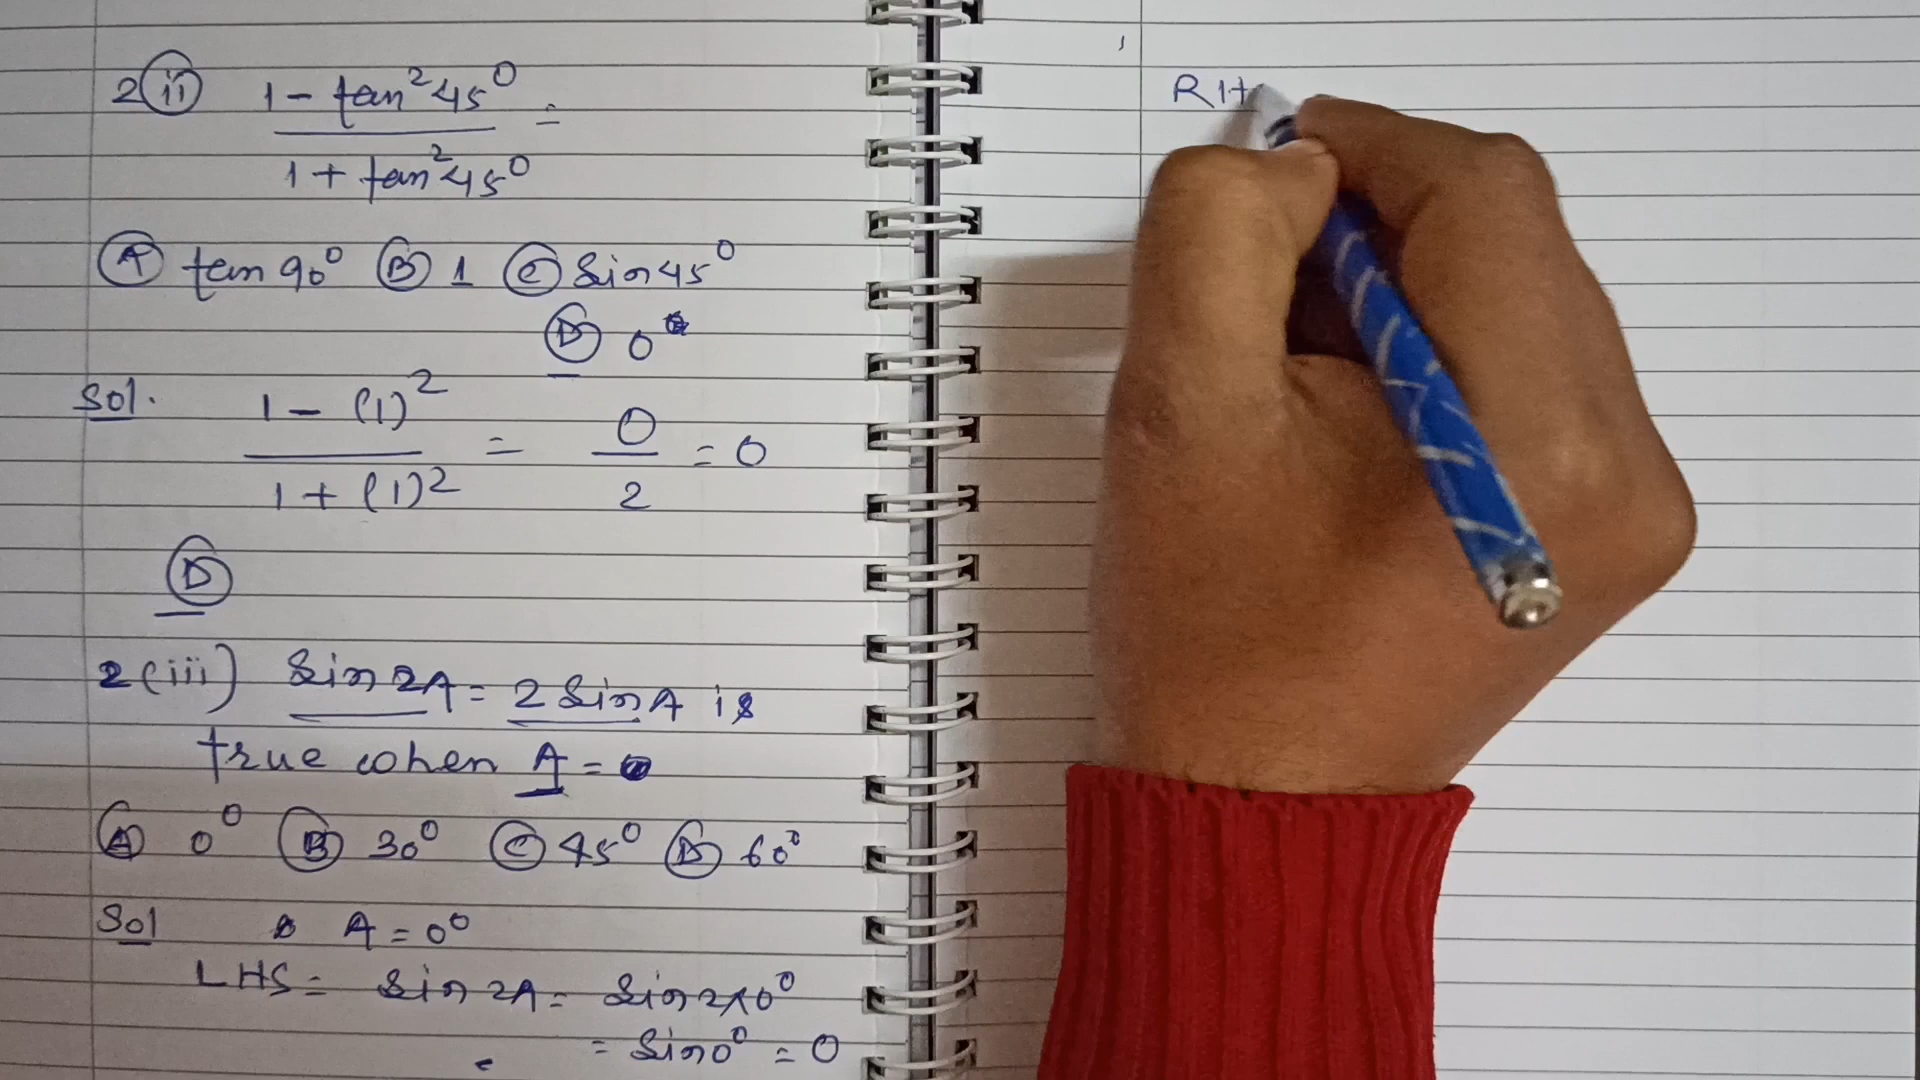 2 (ii) 1 - tan²45° =
1 + tan²45°
(A) tan 90° (B) 1 (C) Sin 45°
(D) 0
Sol. 1 - (1)² = 0 = 0
1 + (1)² 2
(D)
2 (iii) Sin 2A = 2 Sin A is
true when A =
(A) 0° (B) 30° (C) 45° (D) 60°
Sol A = 0°
LHS = Sin 2A = Sin 2×0°
= Sin 0° = 0
RH